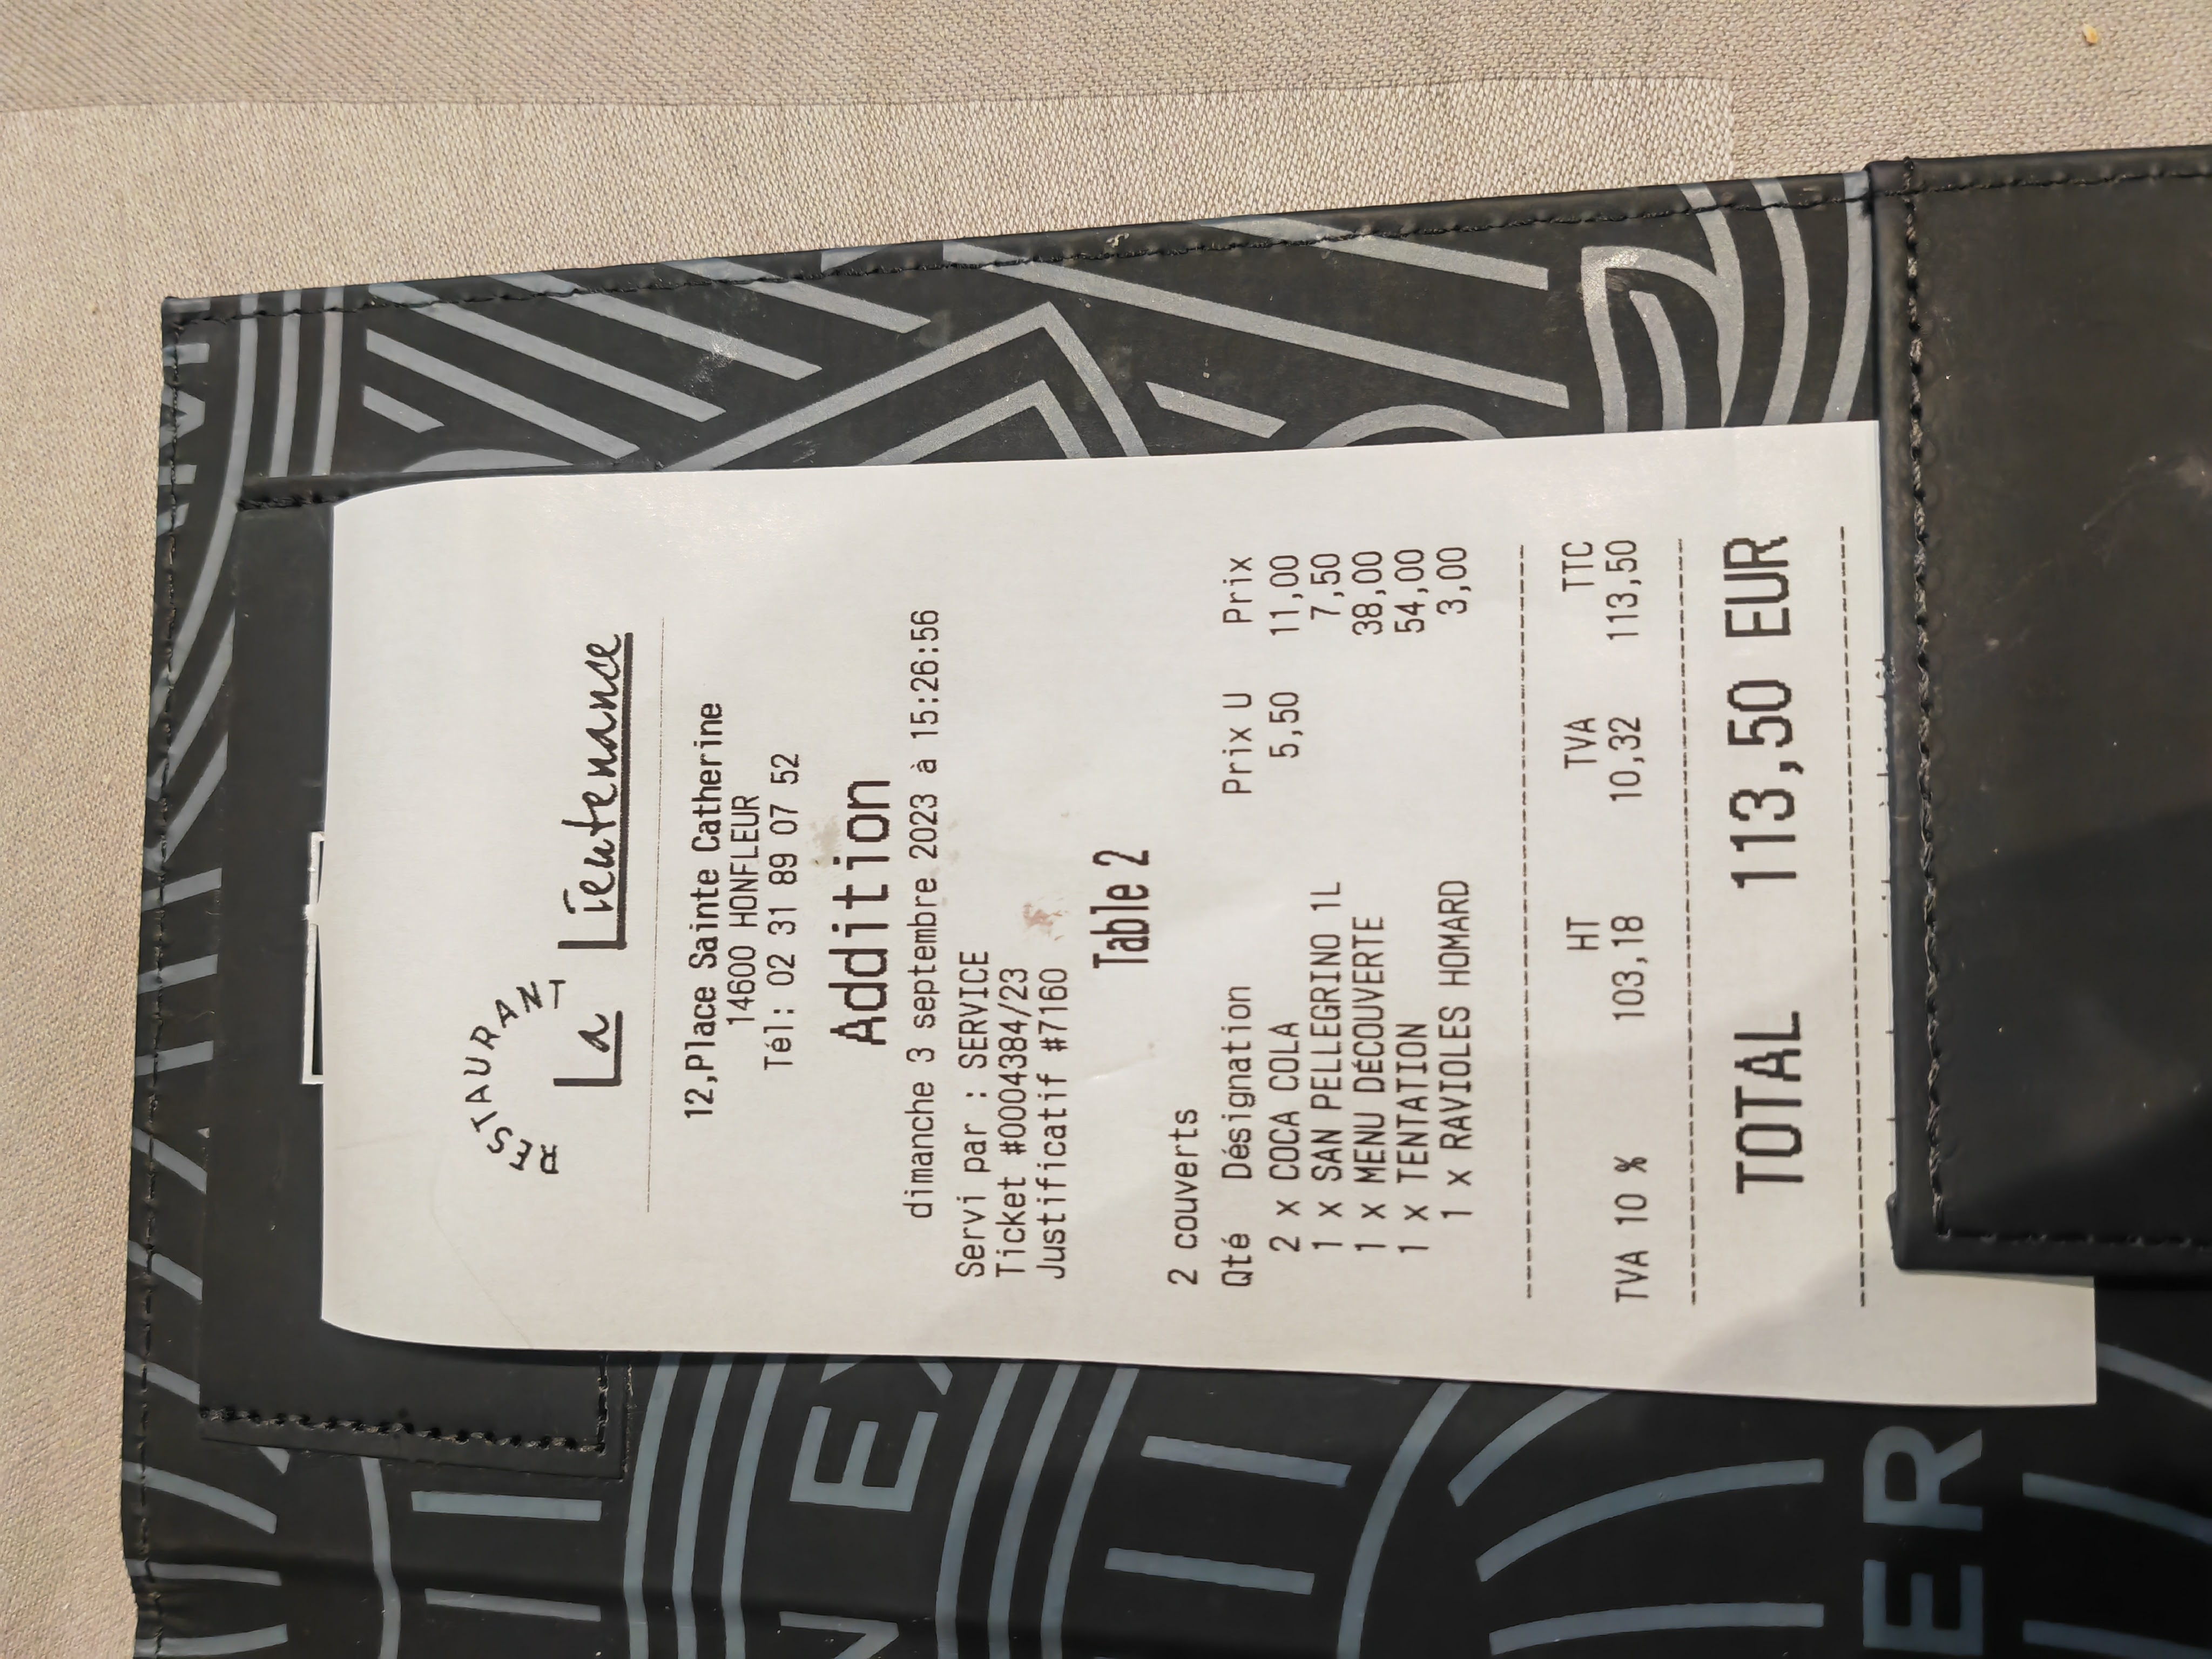 RESTAURANT
La Lieutenance
12,Place Sainte Catherine
14600 HONFLEUR
Tél: 02 31 89 07 52
Addition
dimanche 3 septembre 2023 à 15:26:56
Servi par : SERVICE
Ticket #00004384/23
Justificatif #7160
Table 2
2 couverts
Qté Désignation Prix U Prix
2 x COCA COLA 5,50 11,00
1 x SAN PELLEGRINO 1L 7,50
1 x MENU DÉCOUVERTE 38,00
1 x TENTATION 54,00
1 x RAVIOLES HOMARD 3,00
HT TVA TTC
TVA 10 % 103,18 10,32 113,50
TOTAL 113,50 EUR
ER